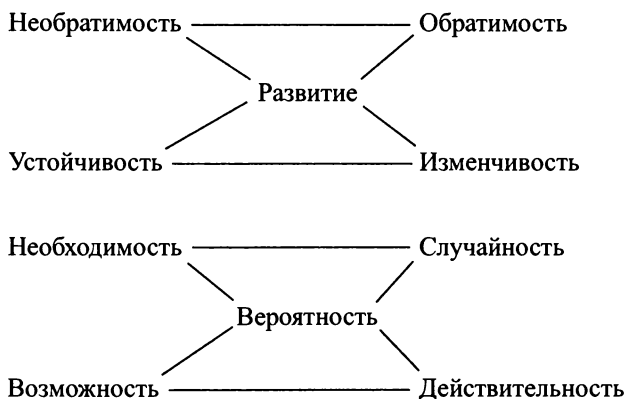 Необратимость Обратимость
Развитие
Устойчивость Изменчивость
Необходимость Случайность
Вероятность
Возможность Действительность